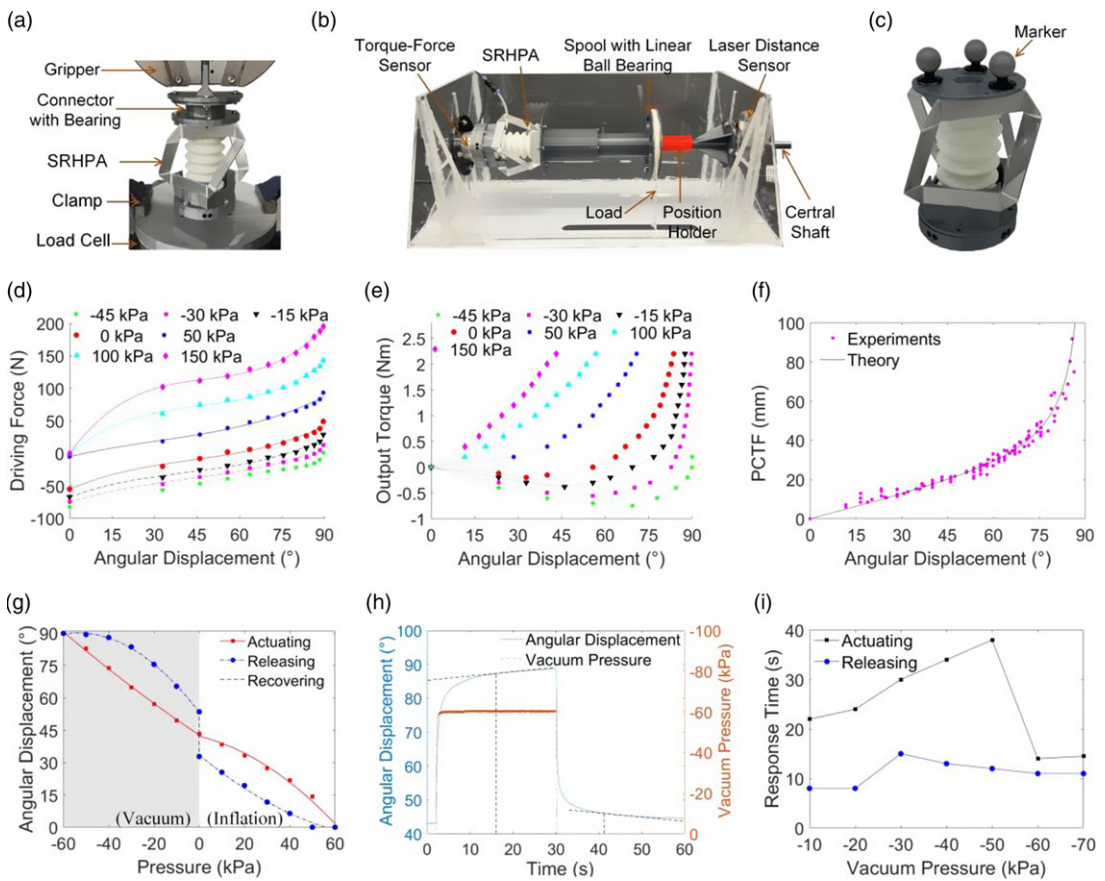 (a)
Gripper
Connector
with Bearing
SRHPA
Clamp
Load Cell
(b)
Torque-Force
Sensor
SRHPA
Spool with Linear
Ball Bearing
Laser Distance
Sensor
Load
Position
Holder
Certral
Shaft
(c)
Marker
(d)
-45 kPa -30 kPa -15 kPa
0 kPa 50 kPa
100 kPa 150 kPa
Driving Force (N)
200
150
100
50
0
-50
-100
0 15 30 45 60 75 90
Angular Displacement (°)
(e)
-45 kPa -30 kPa -15 kPa
0 kPa 50 kPa 100 kPa
150 kPa
Output Torque (Nm)
2.5
2
1.5
1
0.5
0
-0.5
-1
0 15 30 45 60 75 90
Angular Displacement (°)
(f)
Experiments
Theory
PCTF (mm)
100
80
60
40
20
0
0 15 30 45 60 75 90
Angular Displacement (°)
(g)
Actuating
Releasing
Recovering
Angular Displacement (°)
90
75
60
45
30
15
0
(Vacuum) (Inflation)
-60 -40 -20 0 20 40 60
Pressure (kPa)
(h)
Angular Displacement
Vacuum Pressure
Angular Displacement (°)
100
90
80
70
60
50
40
Vacuum Pressure (kPa)
-100
-80
-60
-40
-20
0
0 10 20 30 40 50 60
Time (s)
(i)
Actuating
Releasing
Response Time (s)
40
30
20
10
0
-10 -20 -30 -40 -50 -60 -70
Vacuum Pressure (kPa)